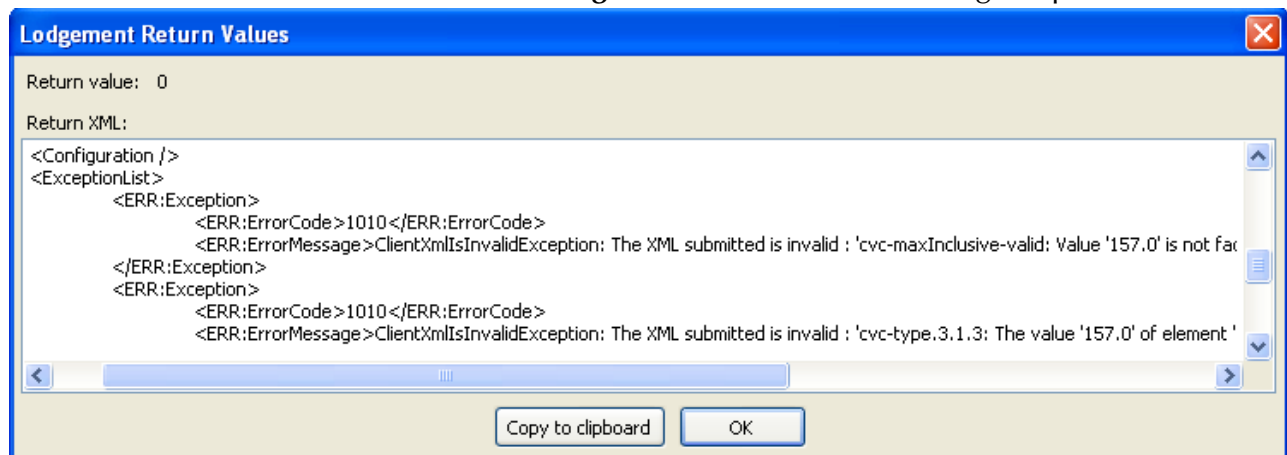 Lodgement Return Values
Return value: 0
Return XML:
<Configuration />
<ExceptionList>
<ERR:Exception>
<ERR:ErrorCode>1010</ERR:ErrorCode>
<ERR:ErrorMessage>ClientXmlIsInvalidException: The XML submitted is invalid : 'cvc-maxInclusive-valid: Value '157.0' is not fac
</ERR:Exception>
<ERR:Exception>
<ERR:ErrorCode>1010</ERR:ErrorCode>
<ERR:ErrorMessage>ClientXmlIsInvalidException: The XML submitted is invalid : 'cvc-type.3.1.3: The value '157.0' of element '
Copy to clipboard OK